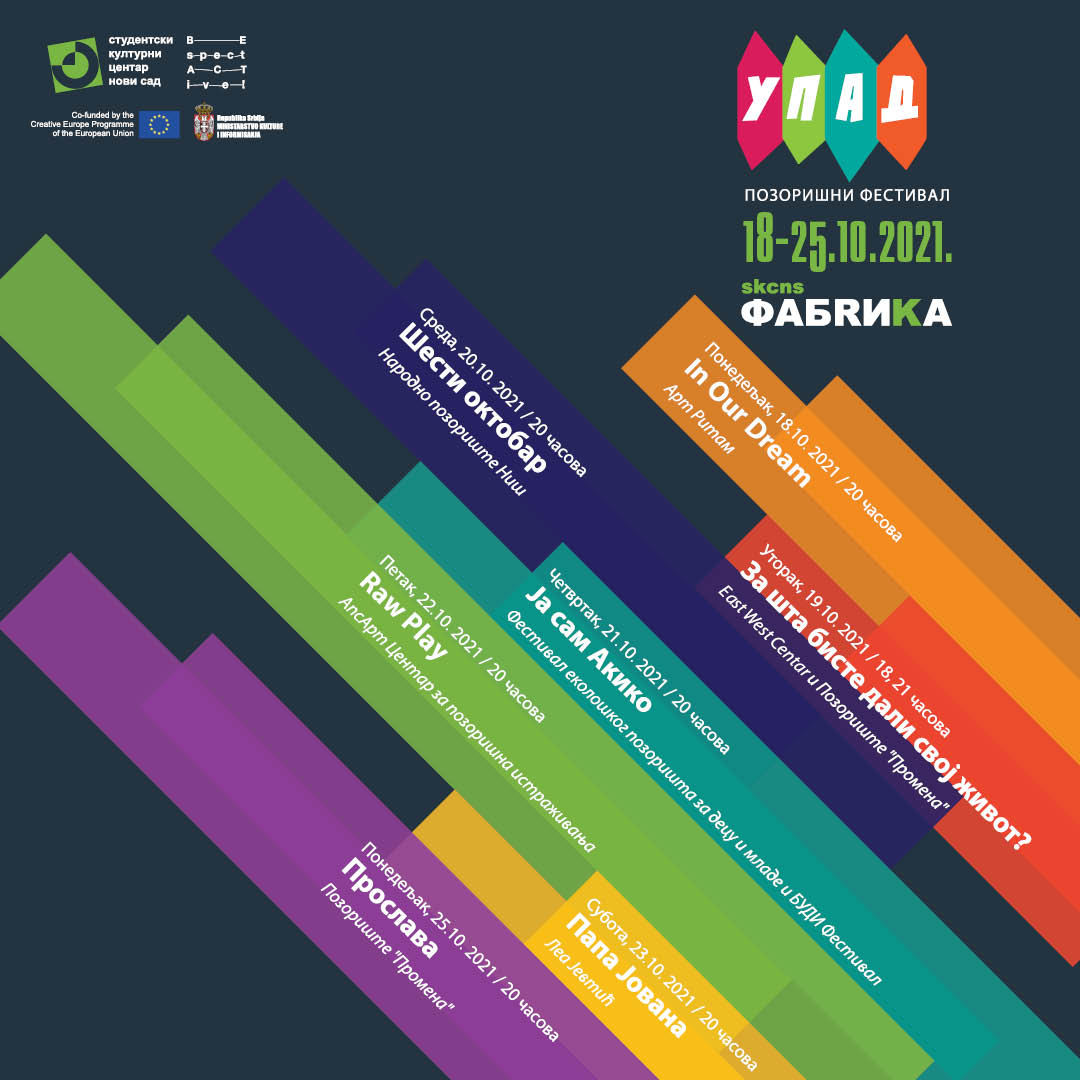 студентски
културни
центар
нови сад
B E
spect
ACT
ive!
Co-funded by the
Creative Europe Programme
of the European Union
Republika Srbija
MINISTARSTVO KULTURE
I INFORMISANJA
УПАД
ПОЗОРИШНИ ФЕСТИВАЛ
18-25.10.2021.
skcns
ФАБRИКА
Понедељак, 18.10. 2021 / 20 часова
In Our Dream
Арт Ритам
Уторак, 19.10. 2021 / 18, 21 часова
За шта бисте дали свој живот?
East West Centar и Позориште "Промена"
Среда, 20.10. 2021 / 20 часова
Шести октобар
Народно позориште Ниш
Четвртак, 21.10. 2021 / 20 часова
Ја сам Акико
Фестивал еколошког позоришта за децу и младе и БУДИ Фестивал
Петак, 22.10. 2021 / 20 часова
Raw Play
АпсАрт Центар за позоришна истраживања
Субота, 23.10. 2021 / 20 часова
Папа Јована
Леа Јевтић
Понедељак, 25.10. 2021 / 20 часова
Прослава
Позориште "Промена"